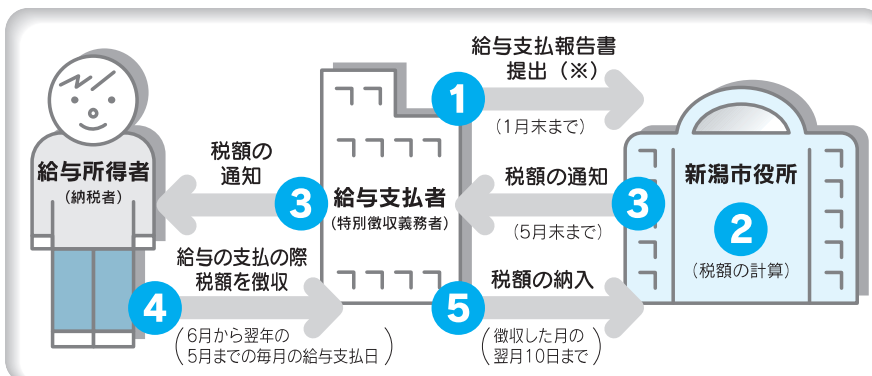 給与支払報告書
提出（※）
1
（1月末まで）
税額の
通知
給与所得者
（納税者）
3
給与支払者
（特別徴収義務者）
税額の通知
3
（5月末まで）
新潟市役所
2
（税額の計算）
給与の支払の際
税額を徴収
4
（6月から翌年の
5月までの毎月の給与支払日）
税額の納入
5
（徴収した月の
翌月10日まで）